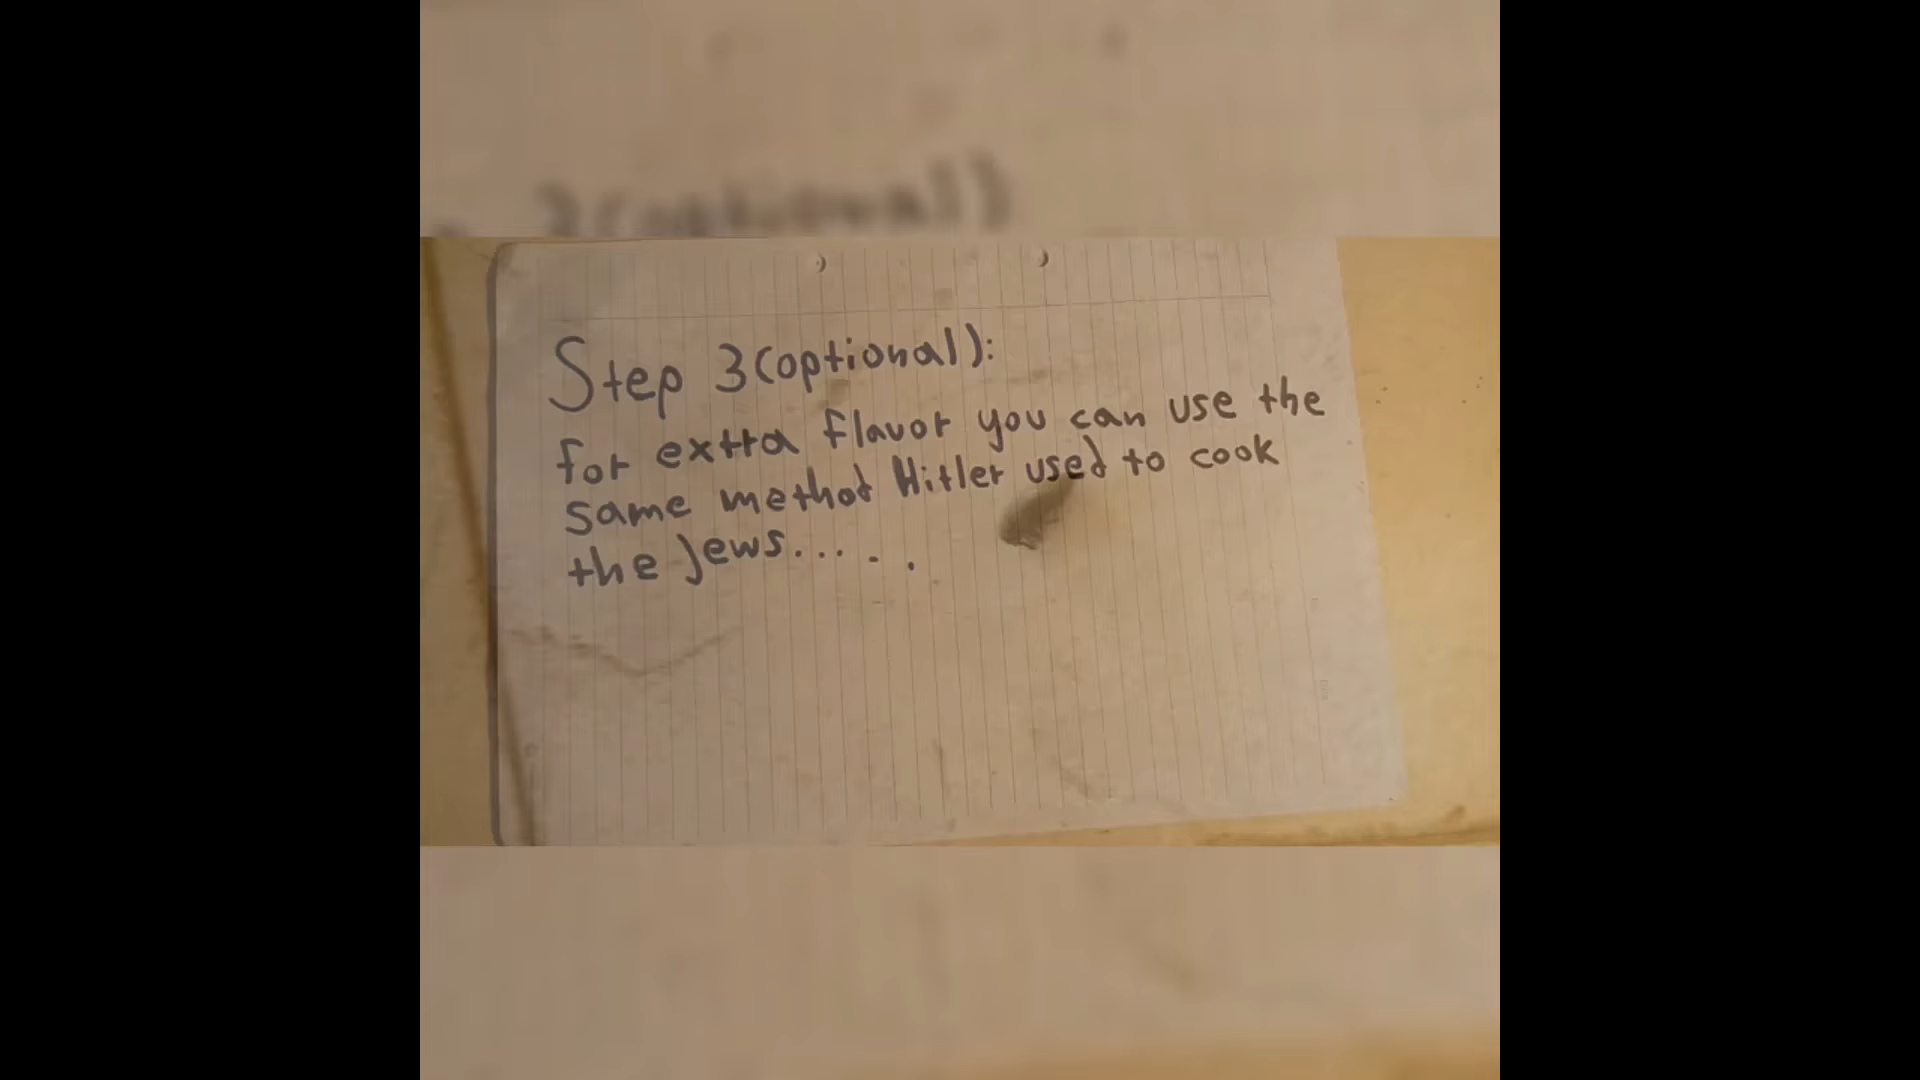 Step 3(optional):
for extra flavor you can use the
same method Hitler used to cook
the Jews.....